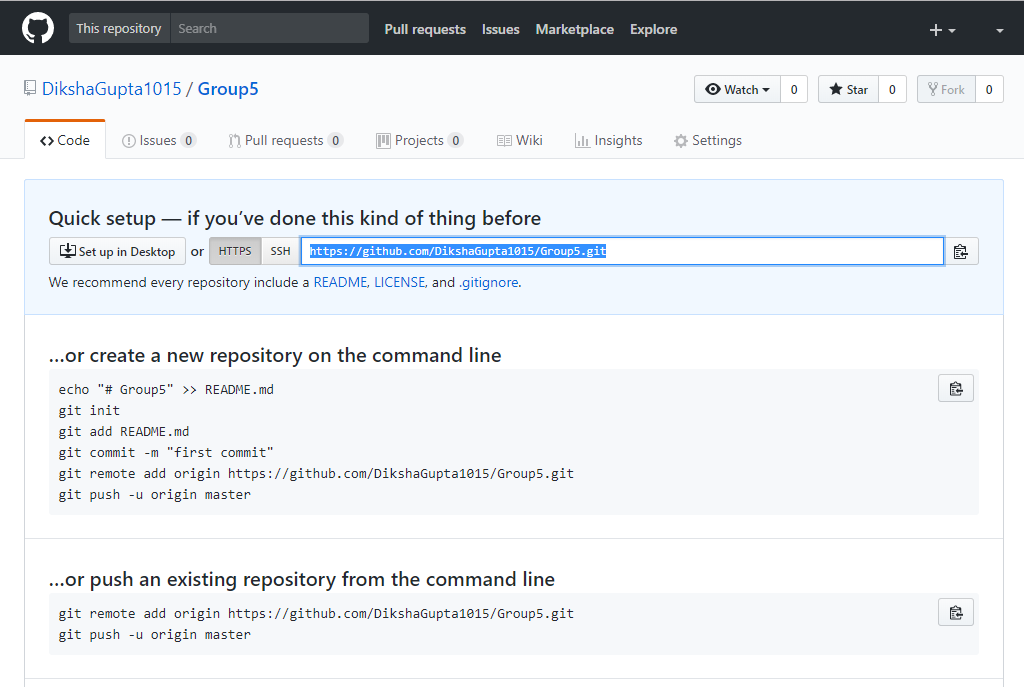 This repository Search Pull requests Issues Marketplace Explore
DikshaGupta1015 / Group5 Watch 0 Star 0 Fork 0
Code Issues 0 Pull requests 0 Projects 0 Wiki Insights Settings
Quick setup — if you’ve done this kind of thing before
Set up in Desktop or HTTPS SSH https://github.com/DikshaGupta1015/Group5.git
We recommend every repository include a README, LICENSE, and .gitignore.
…or create a new repository on the command line
echo "# Group5" >> README.md
git init
git add README.md
git commit -m "first commit"
git remote add origin https://github.com/DikshaGupta1015/Group5.git
git push -u origin master
…or push an existing repository from the command line
git remote add origin https://github.com/DikshaGupta1015/Group5.git
git push -u origin master